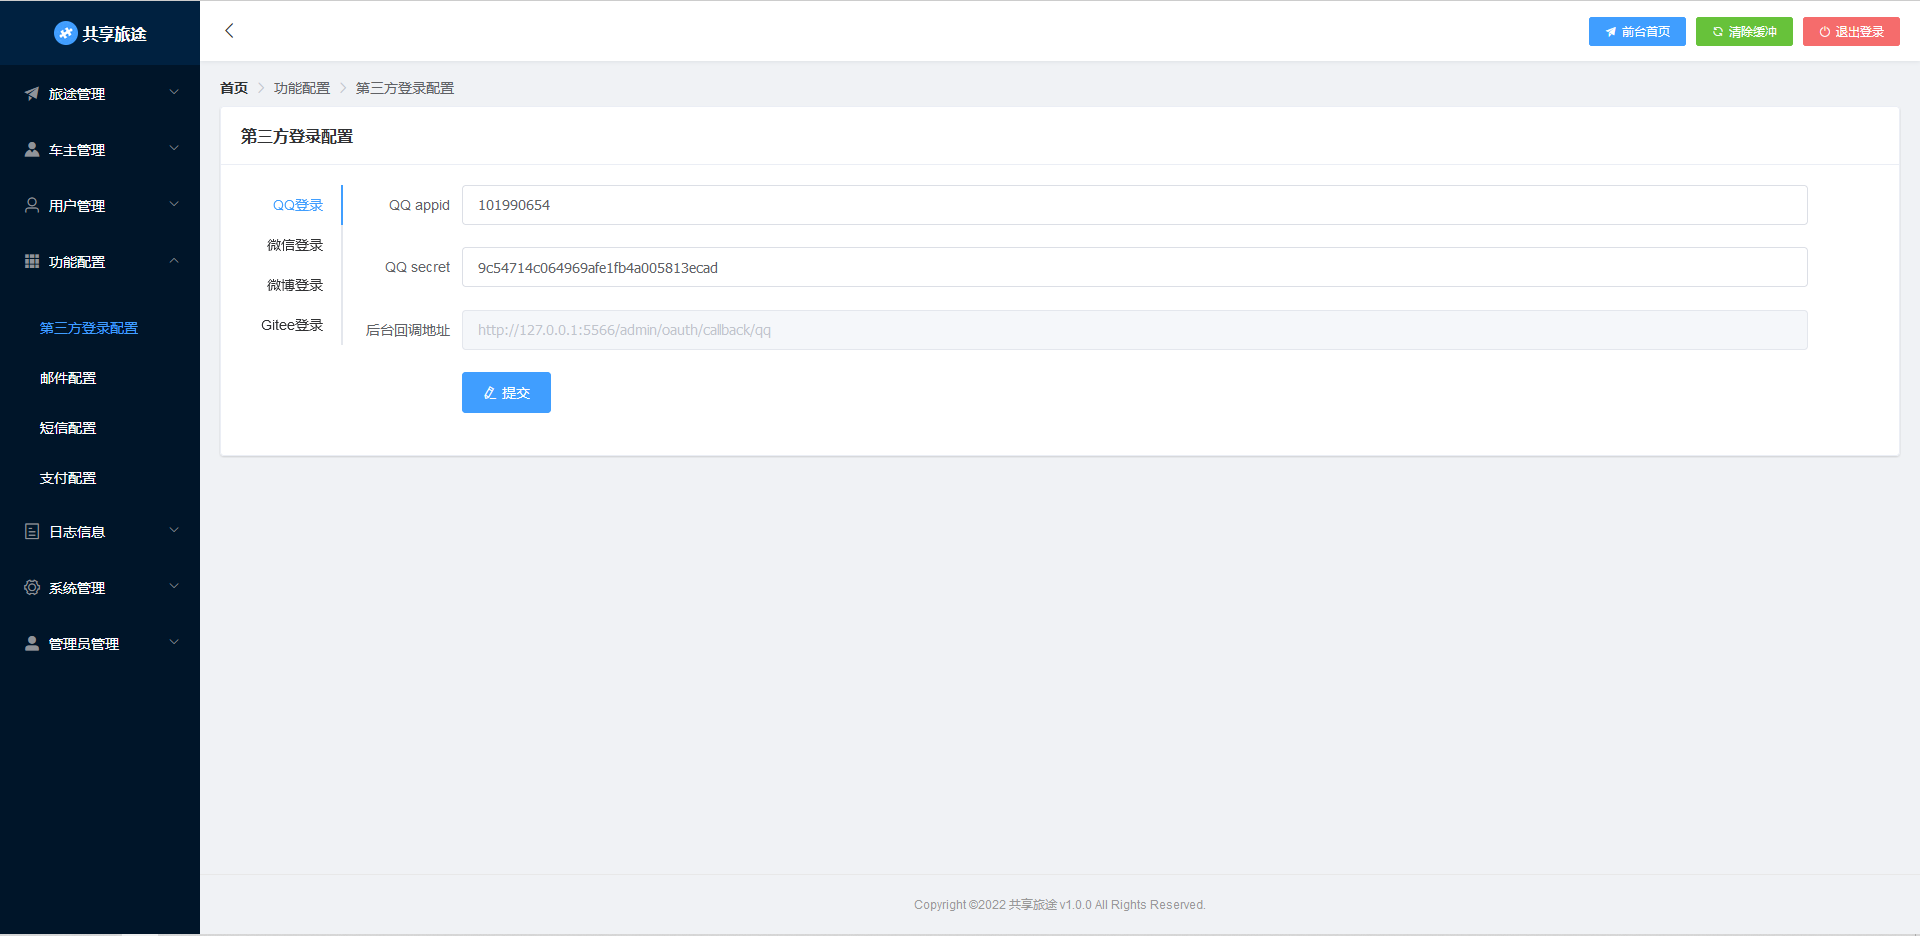 共享旅途
前台首页
清除缓冲
退出登录
旅途管理
车主管理
用户管理
功能配置
第三方登录配置
邮件配置
短信配置
支付配置
日志信息
系统管理
管理员管理
首页 功能配置 第三方登录配置
第三方登录配置
QQ登录
微信登录
微博登录
Gitee登录
QQ appid 101990654
QQ secret 9c54714c064969afe1fb4a005813ecad
后台回调地址 http://127.0.0.1:5566/admin/oauth/callback/qq
提交
Copyright ©2022 共享旅途 v1.0.0 All Rights Reserved.